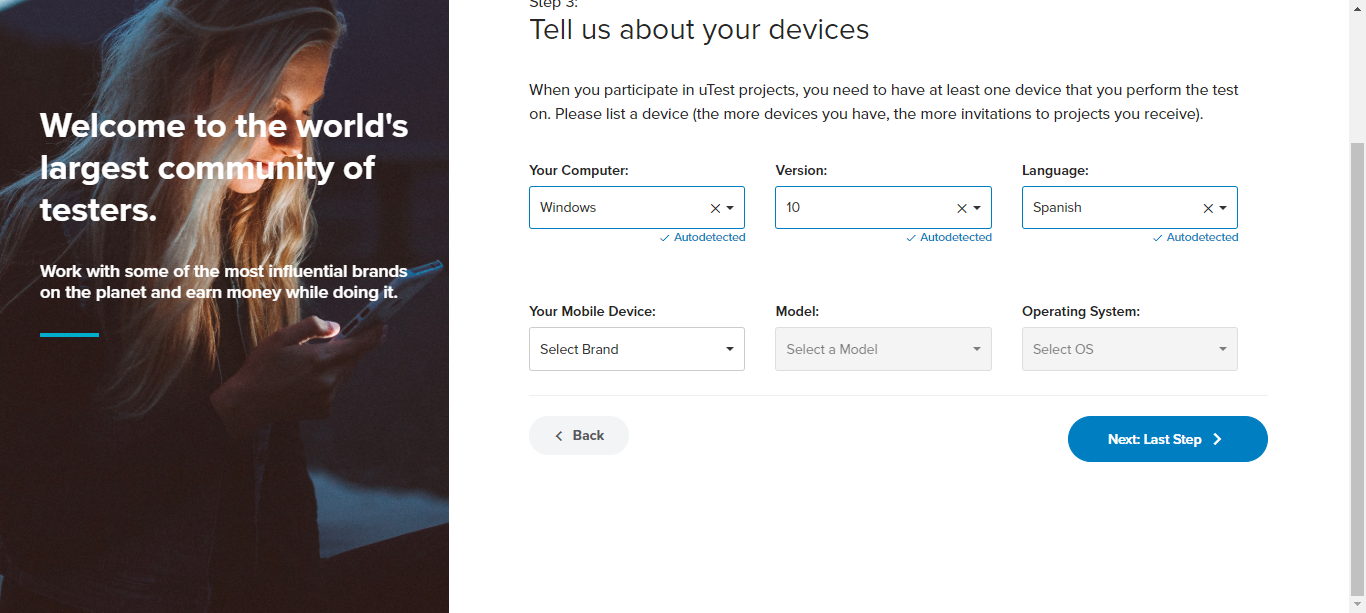 Step 3:
Tell us about your devices
Welcome to the world's
largest community of
testers.
Work with some of the most influential brands
on the planet and earn money while doing it.
When you participate in uTest projects, you need to have at least one device that you perform the test
on. Please list a device (the more devices you have, the more invitations to projects you receive).
Your Computer: Version: Language:
Windows 10 Spanish
Autodetected Autodetected Autodetected
Your Mobile Device: Model: Operating System:
Select Brand Select a Model Select OS
Back Next: Last Step